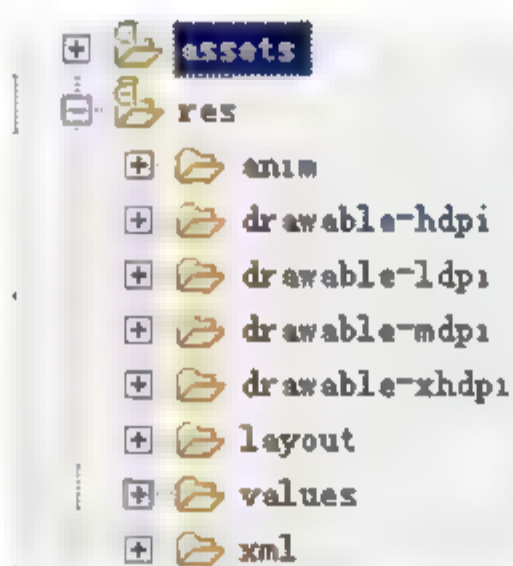 assets
res
anim
drawable-hdpi
drawable-ldpi
drawable-mdpi
drawable-xhdpi
layout
values
xml